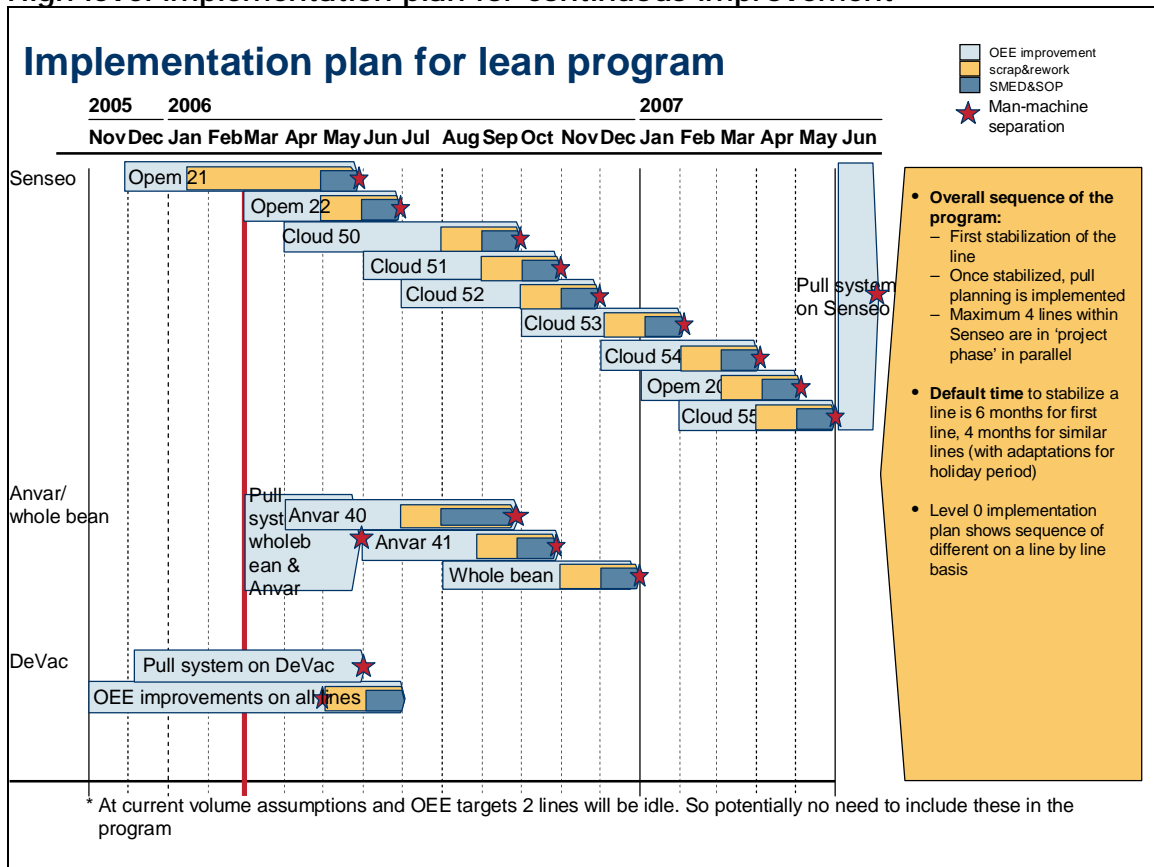 High level implementation plan for continuous improvement
Implementation plan for lean program
OEE improvement
scrap&rework
SMED&SOP
Man-machine
separation
2005 2006 2007
Nov Dec Jan Feb Mar Apr May Jun Jul Aug Sep Oct Nov Dec Jan Feb Mar Apr May Jun
Senseo
Opem 21
Opem 22
Cloud 50
Cloud 51
Cloud 52
Cloud 53
Cloud 54
Opem 20
Cloud 55
Pull system
on Senseo
Anvar/
whole bean
Pull
syst
wholeb
ean &
Anvar
Anvar 40
Anvar 41
Whole bean
DeVac
Pull system on DeVac
OEE improvements on all lines
• Overall sequence of the
program:
– First stabilization of the
line
– Once stabilized, pull
planning is implemented
– Maximum 4 lines within
Senseo are in ‘project
phase’ in parallel
• Default time to stabilize a
line is 6 months for first
line, 4 months for similar
lines (with adaptations for
holiday period)
• Level 0 implementation
plan shows sequence of
different on a line by line
basis
* At current volume assumptions and OEE targets 2 lines will be idle. So potentially no need to include these in the
program